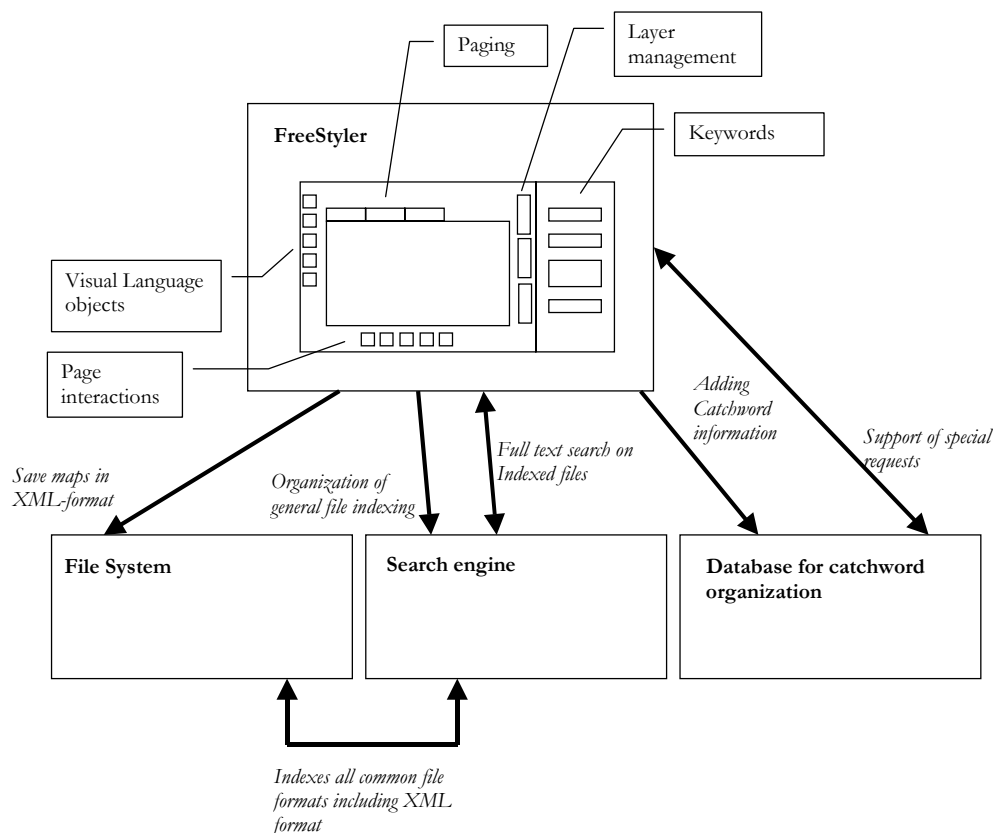 Paging
Layer
management
FreeStyler
Keywords
Visual Language
objects
Page
interactions
Adding
Catchword
information
Support of special
requests
Full text search on
Indexed files
Save maps in
XML-format
Organization of
general file indexing
File System
Search engine
Database for catchword
organization
Indexes all common file
formats including XML
format